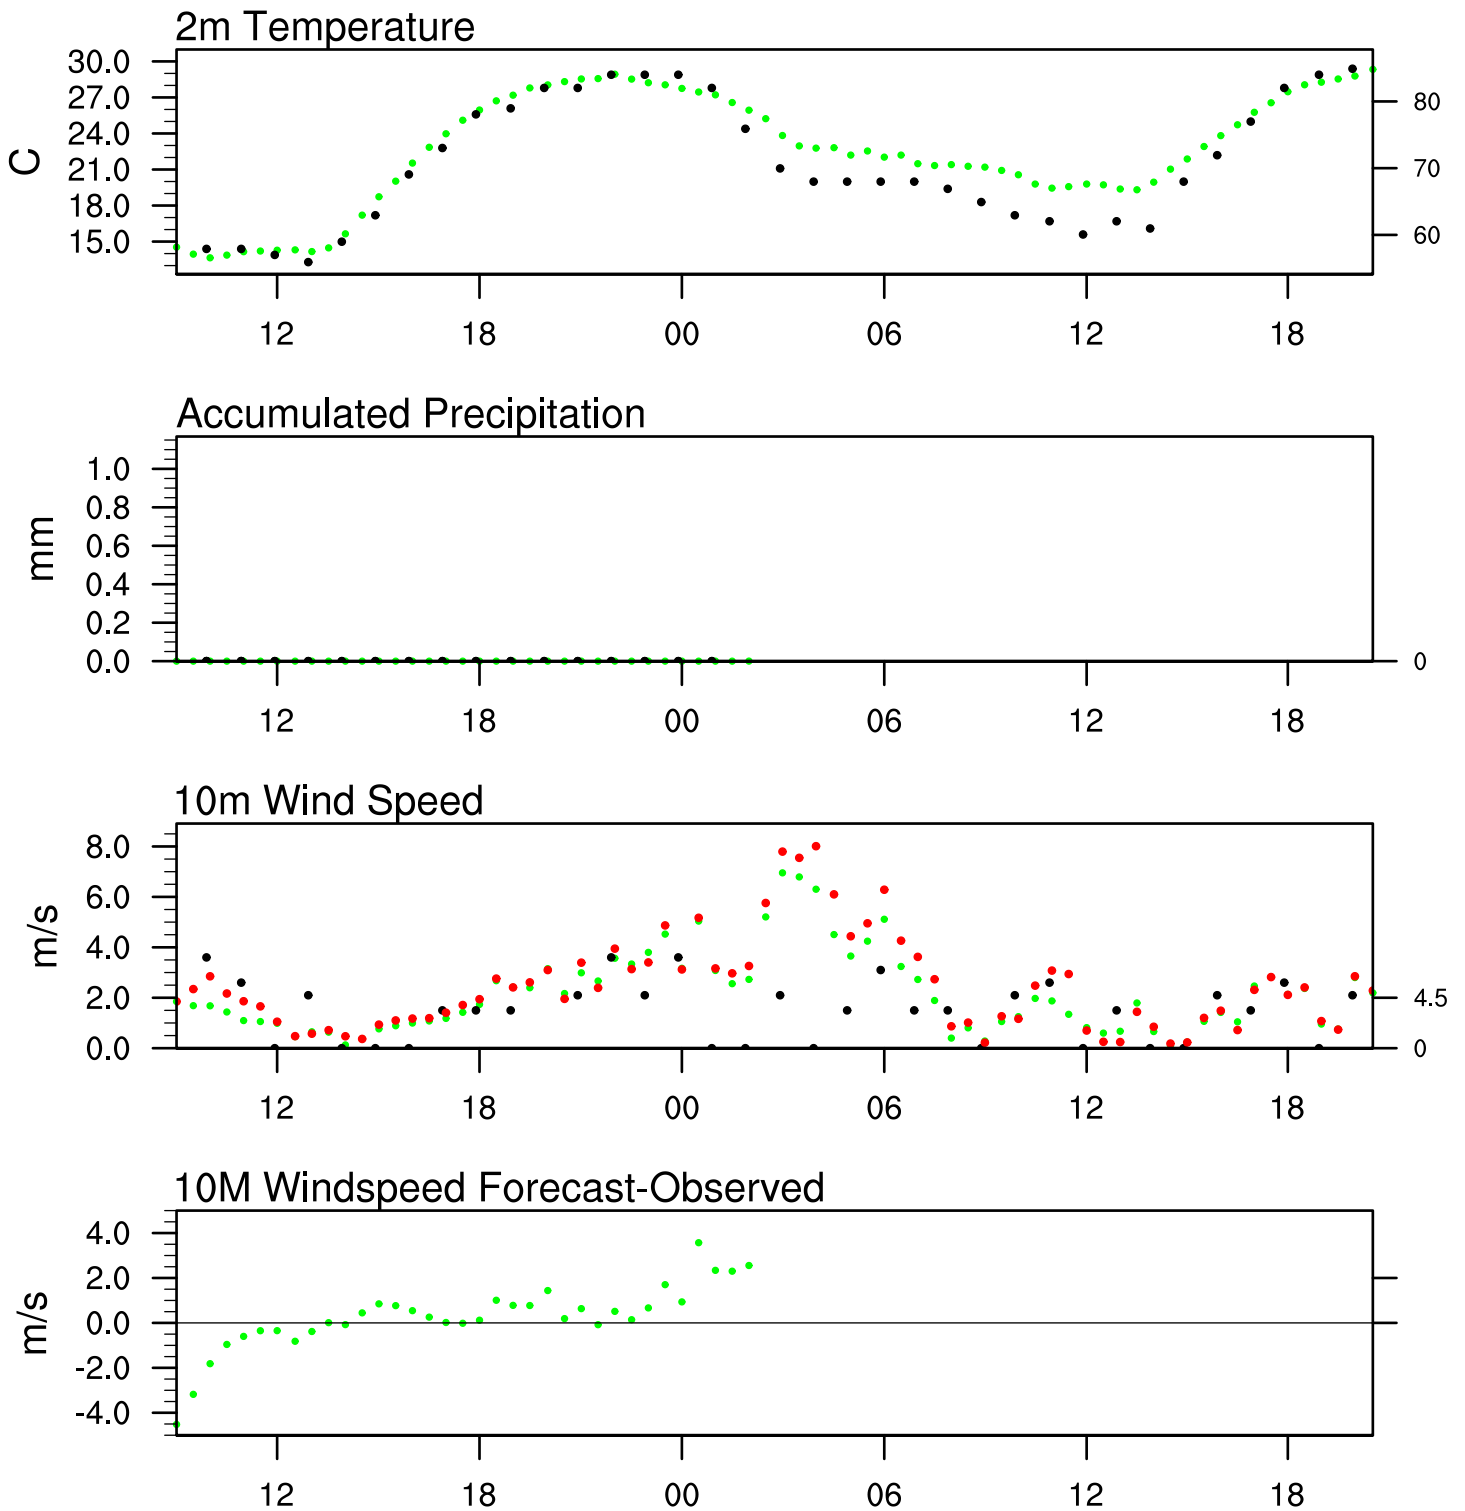 2m Temperature
30.0
27.0
24.0
21.0
18.0
15.0
C
80
70
60
12 18 00 06 12 18
Accumulated Precipitation
1.0
0.8
0.6
0.4
0.2
0.0
mm
0
12 18 00 06 12 18
10m Wind Speed
8.0
6.0
4.0
2.0
0.0
m/s
4.5
0
12 18 00 06 12 18
10M Windspeed Forecast-Observed
4.0
2.0
0.0
-2.0
-4.0
m/s
12 18 00 06 12 18